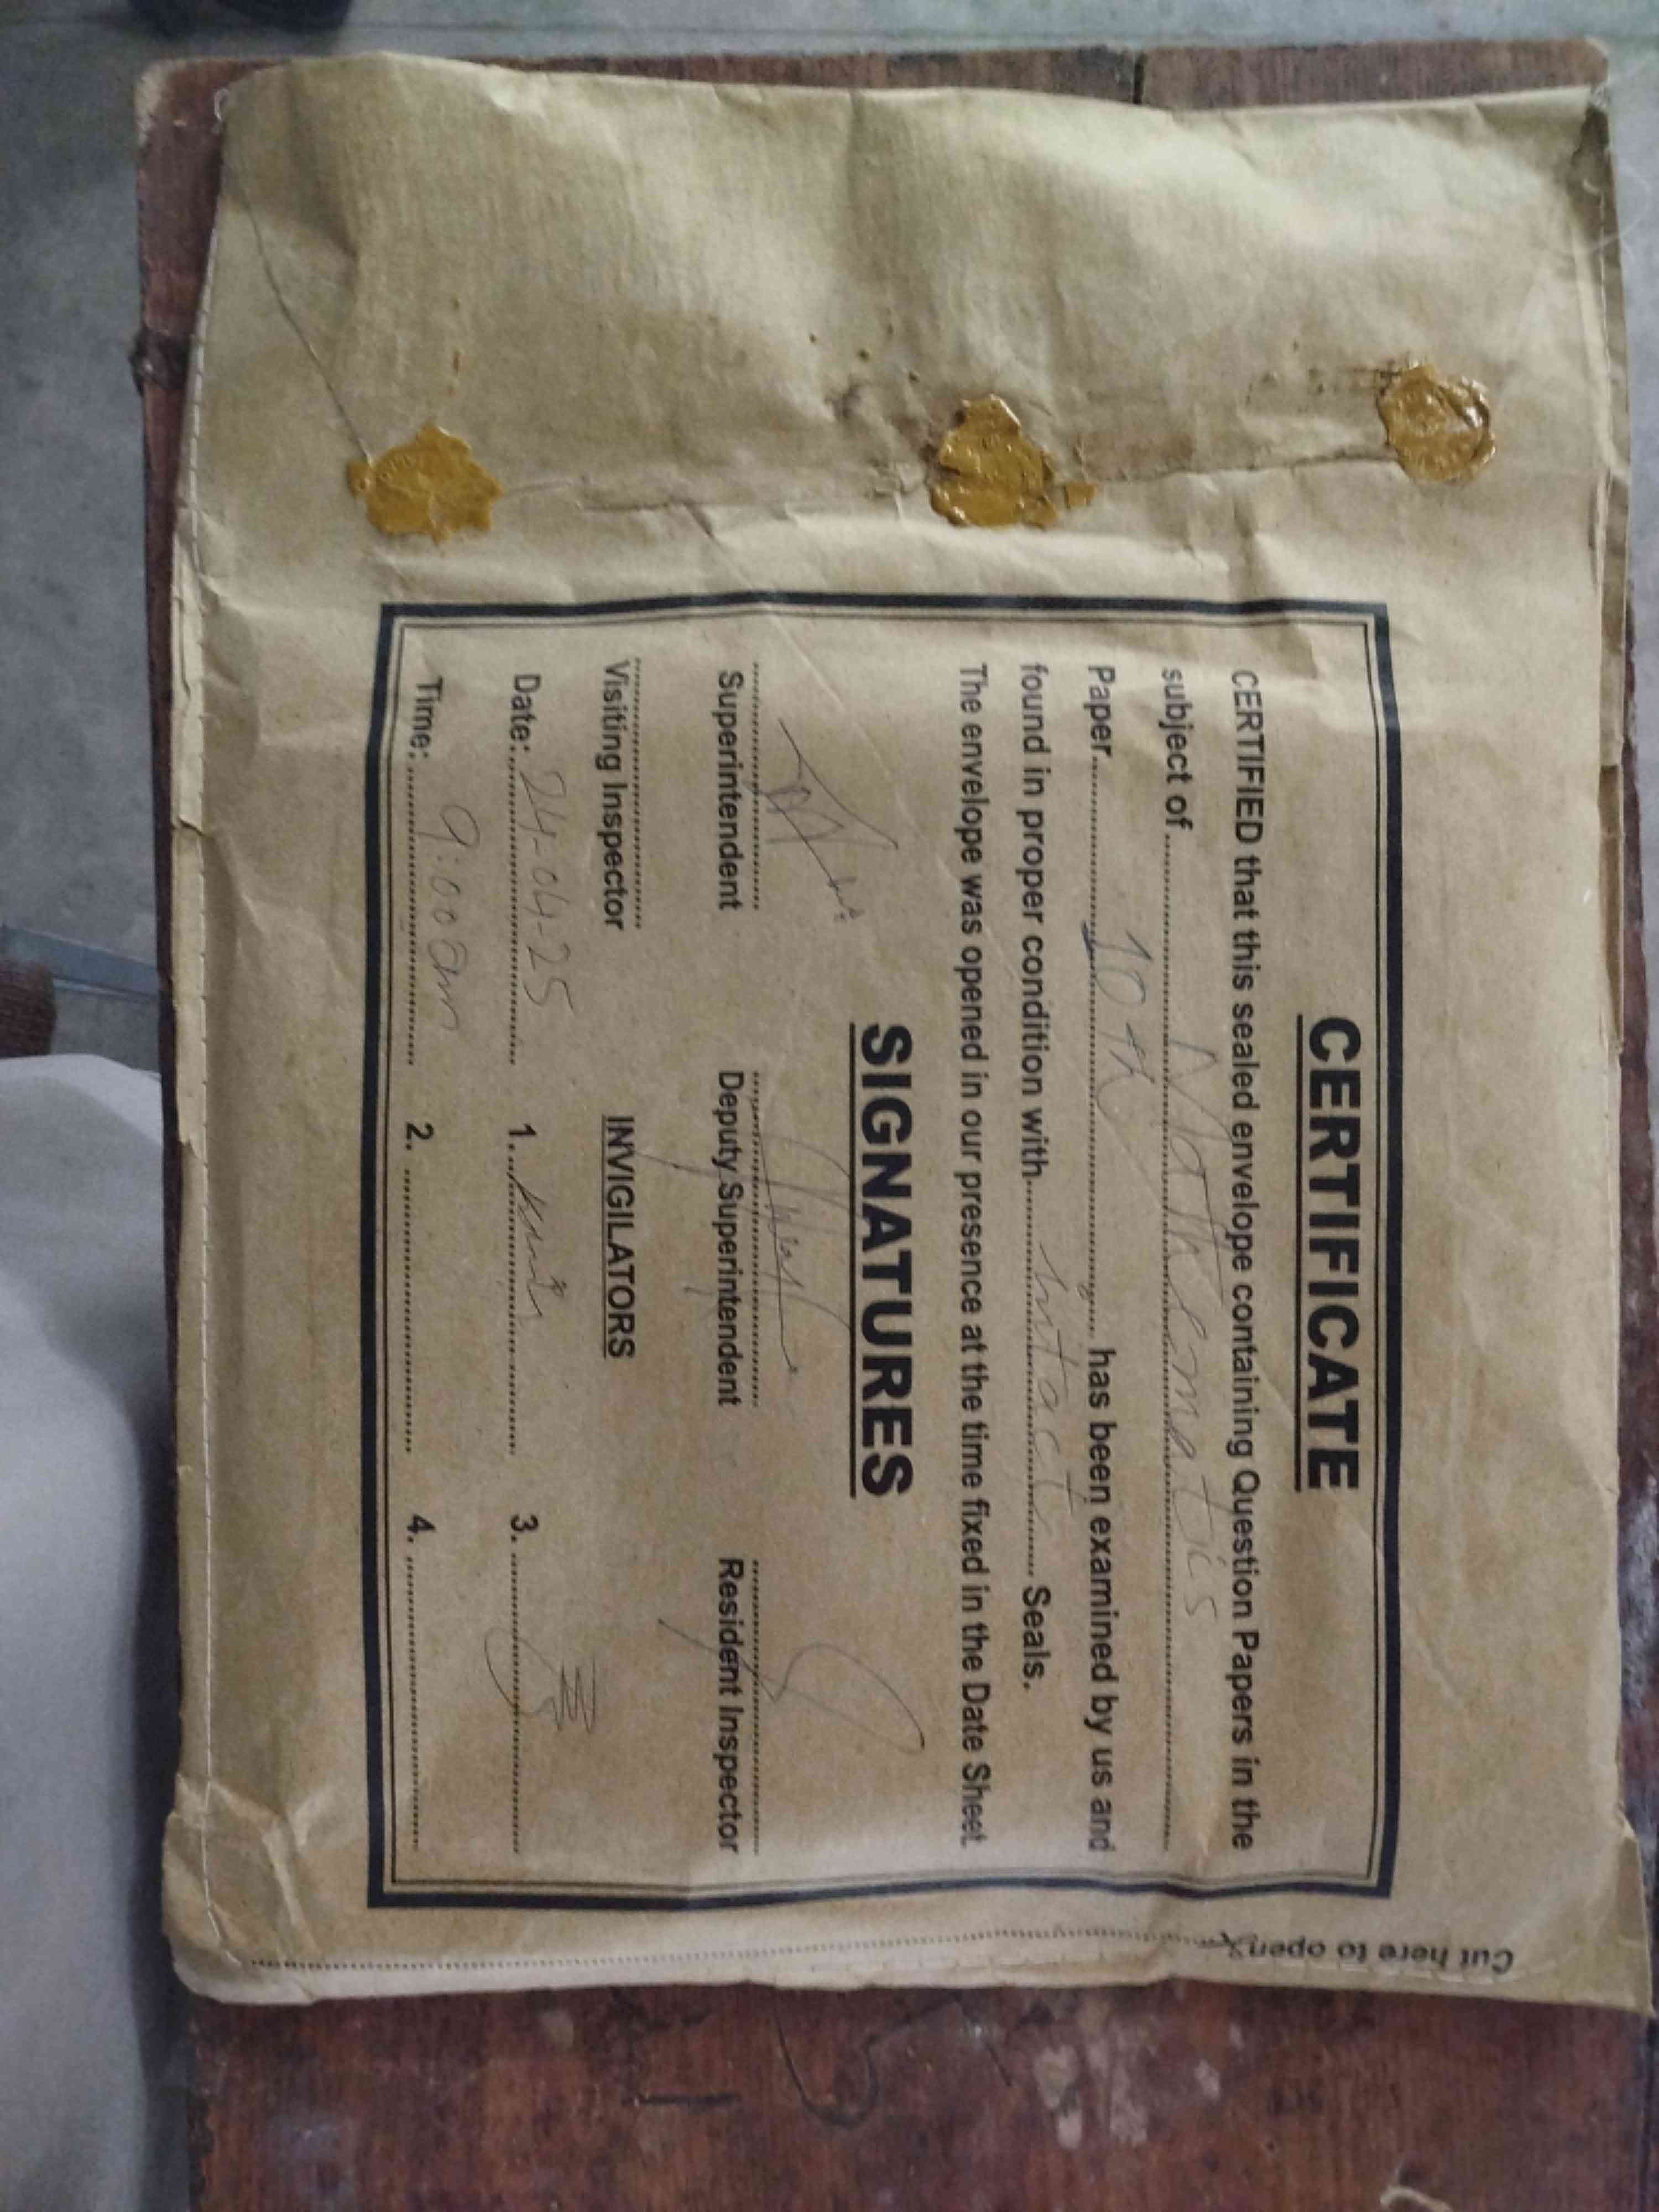 CERTIFICATE
CERTIFIED that this sealed envelope containing Question Papers in the
subject of Mathematics
Paper 10th has been examined by us and
found in proper condition with intact Seals.
The envelope was opened in our presence at the time fixed in the Date Sheet.
SIGNATURES
Superintendent Deputy Superintendent Resident Inspector
Visiting Inspector INVIGILATORS
Date: 24-04-25 1. 3.
Time: 9:00 am 2. 4.
Cut here to open